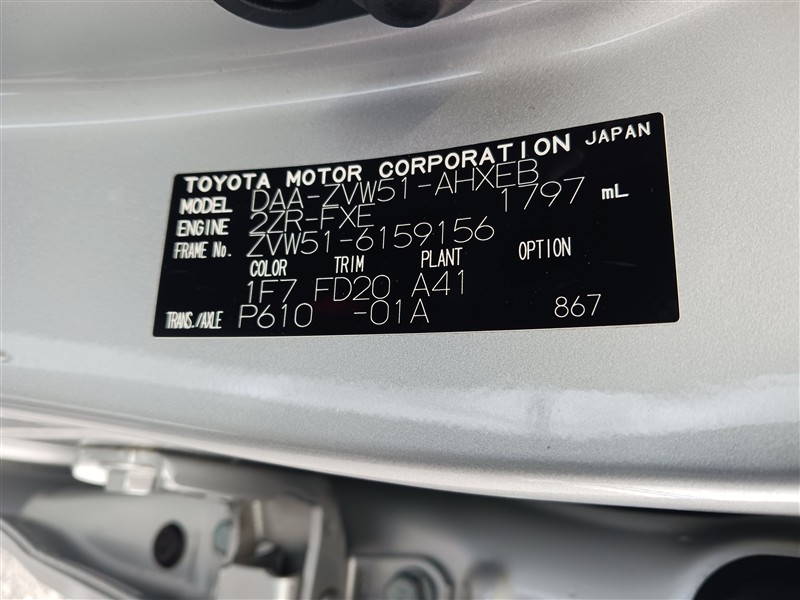 TOYOTA MOTOR CORPORATION JAPAN
MODEL DAA-ZVW51-AHXEB
ENGINE 2ZR-FXE 1797 mL
FRAME No. ZVW51-6159156
COLOR TRIM PLANT OPTION
1F7 FD20 A41
TRANS./AXLE P610 -01A 867